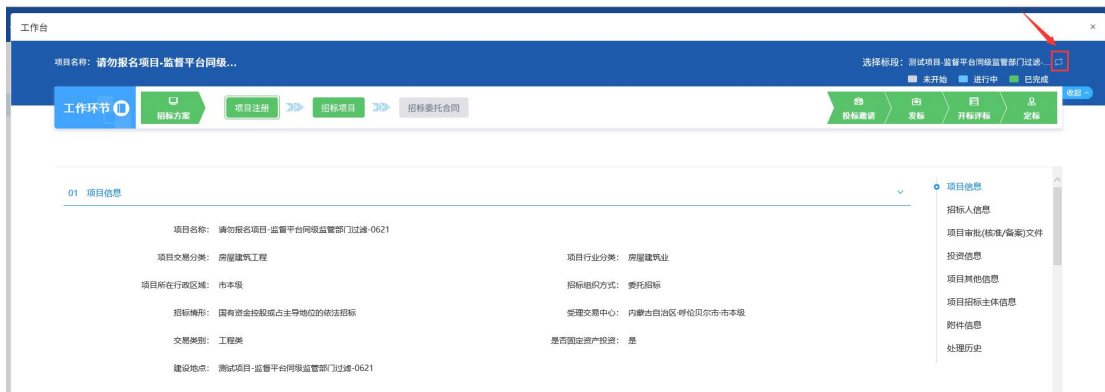 工作台
项目名称: 请勿报名项目-监督平台同级...
选择标段: 测试项目-监督平台同级监管部门过滤-...
未开始 进行中 已完成
收起
工作环节 招标方案 项目注册 招标项目 招标委托合同 投标邀请 发标 开标评标 定标
01 项目信息
项目名称: 请勿报名项目-监督平台同级监管部门过滤-0621
项目交易分类: 房屋建筑工程 项目行业分类: 房屋建筑业
项目所在行政区域: 市本级 招标组织方式: 委托招标
招标情形: 国有资金控股或占主导地位的依法招标 受理交易中心: 内蒙古自治区·呼伦贝尔市·市本级
交易类别: 工程类 是否固定资产投资: 是
建设地点: 测试项目-监督平台同级监管部门过滤-0621
项目信息
招标人信息
项目审批(核准/备案)文件
投资信息
项目其他信息
项目招标主体信息
附件信息
处理历史